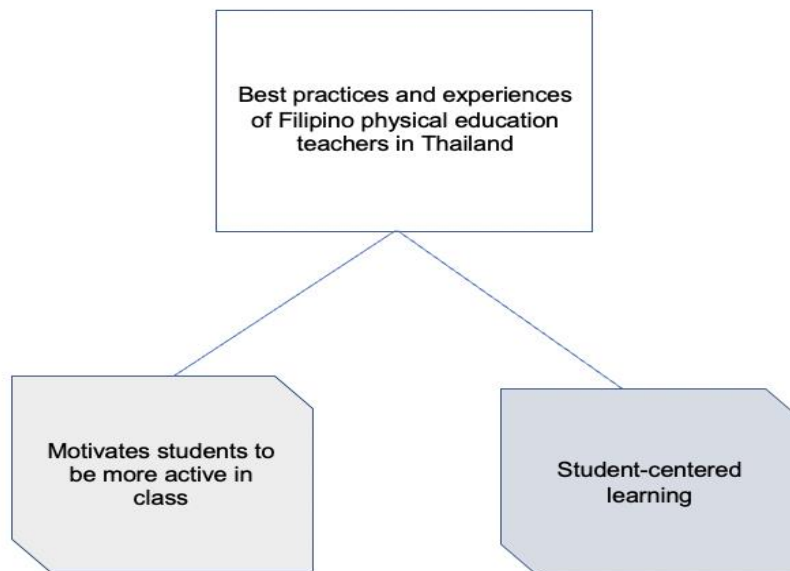 Best practices and experiences
of Filipino physical education
teachers in Thailand
Motivates students to
be more active in
class
Student-centered
learning